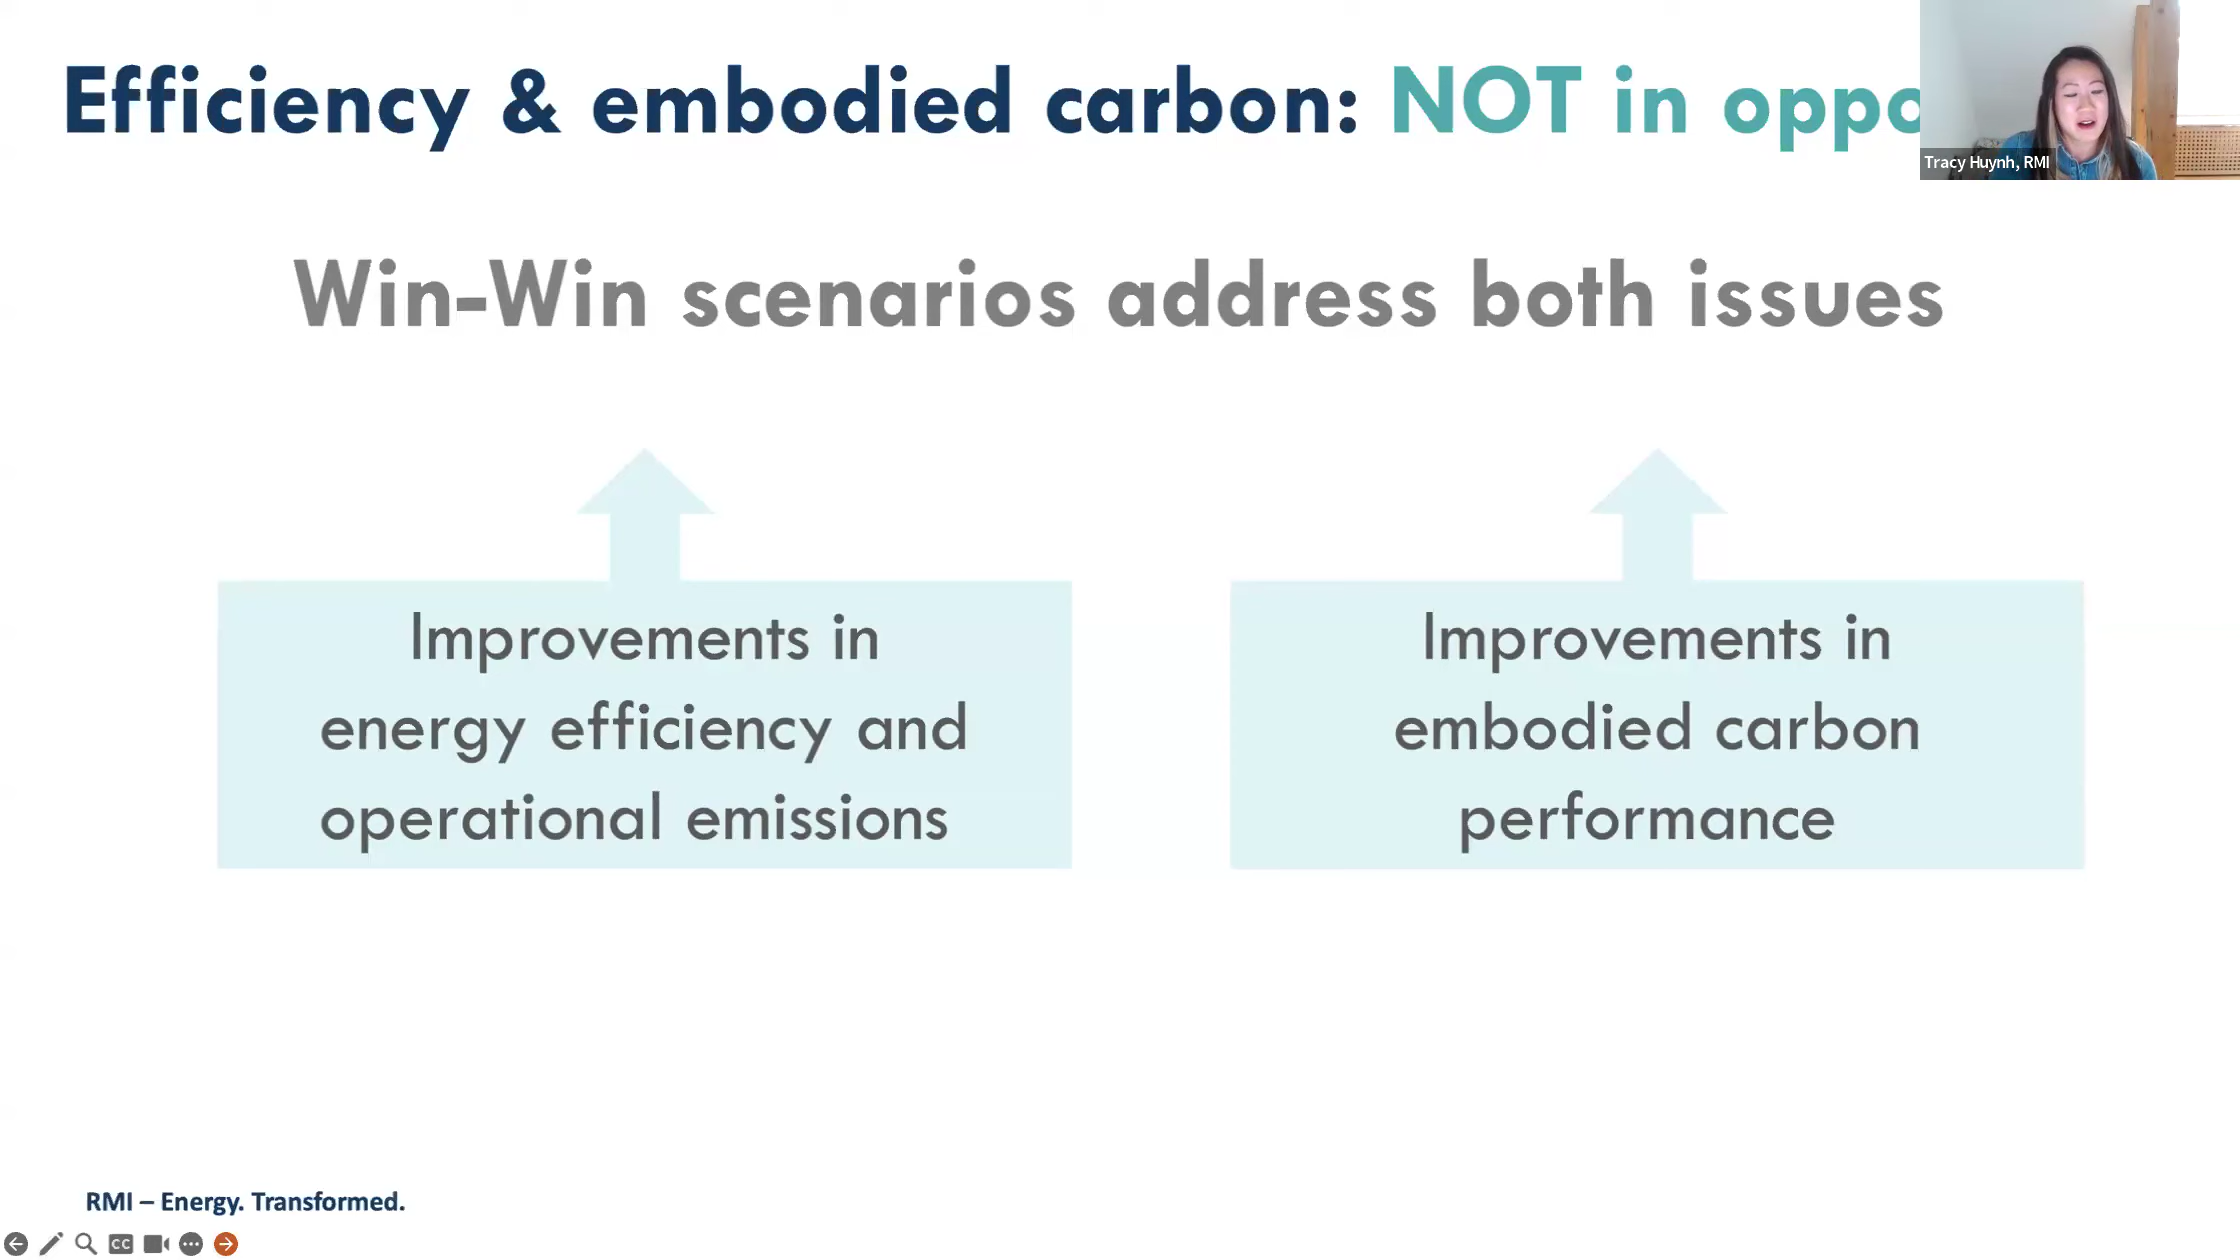 Efficiency & embodied carbon: NOT in
Tracy Huynh, RMI
Win-Win scenarios address both issues
Improvements in
energy efficiency and
operational emissions
Improvements in
embodied carbon
performance
RMI – Energy. Transformed.
CC